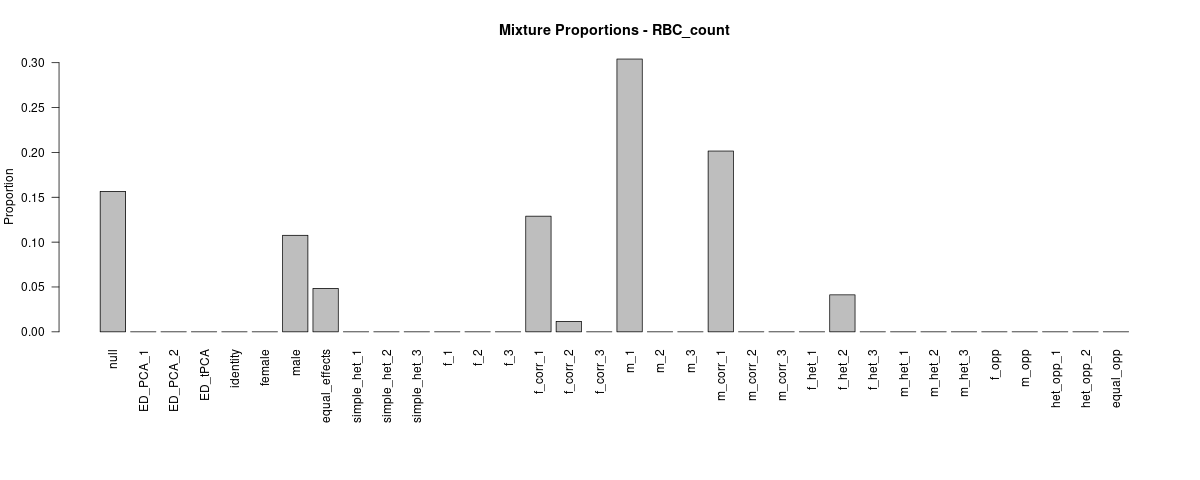 Mixture Proportions - RBC_count
Proportion
0.30
0.25
0.20
0.15
0.10
0.05
0.00
null
ED_PCA_1
ED_PCA_2
ED_tPCA
identity
female
male
equal_effects
simple_het_1
simple_het_2
simple_het_3
f_1
f_2
f_3
f_corr_1
f_corr_2
f_corr_3
m_1
m_2
m_3
m_corr_1
m_corr_2
m_corr_3
f_het_1
f_het_2
f_het_3
m_het_1
m_het_2
m_het_3
f_opp
m_opp
het_opp_1
het_opp_2
equal_opp